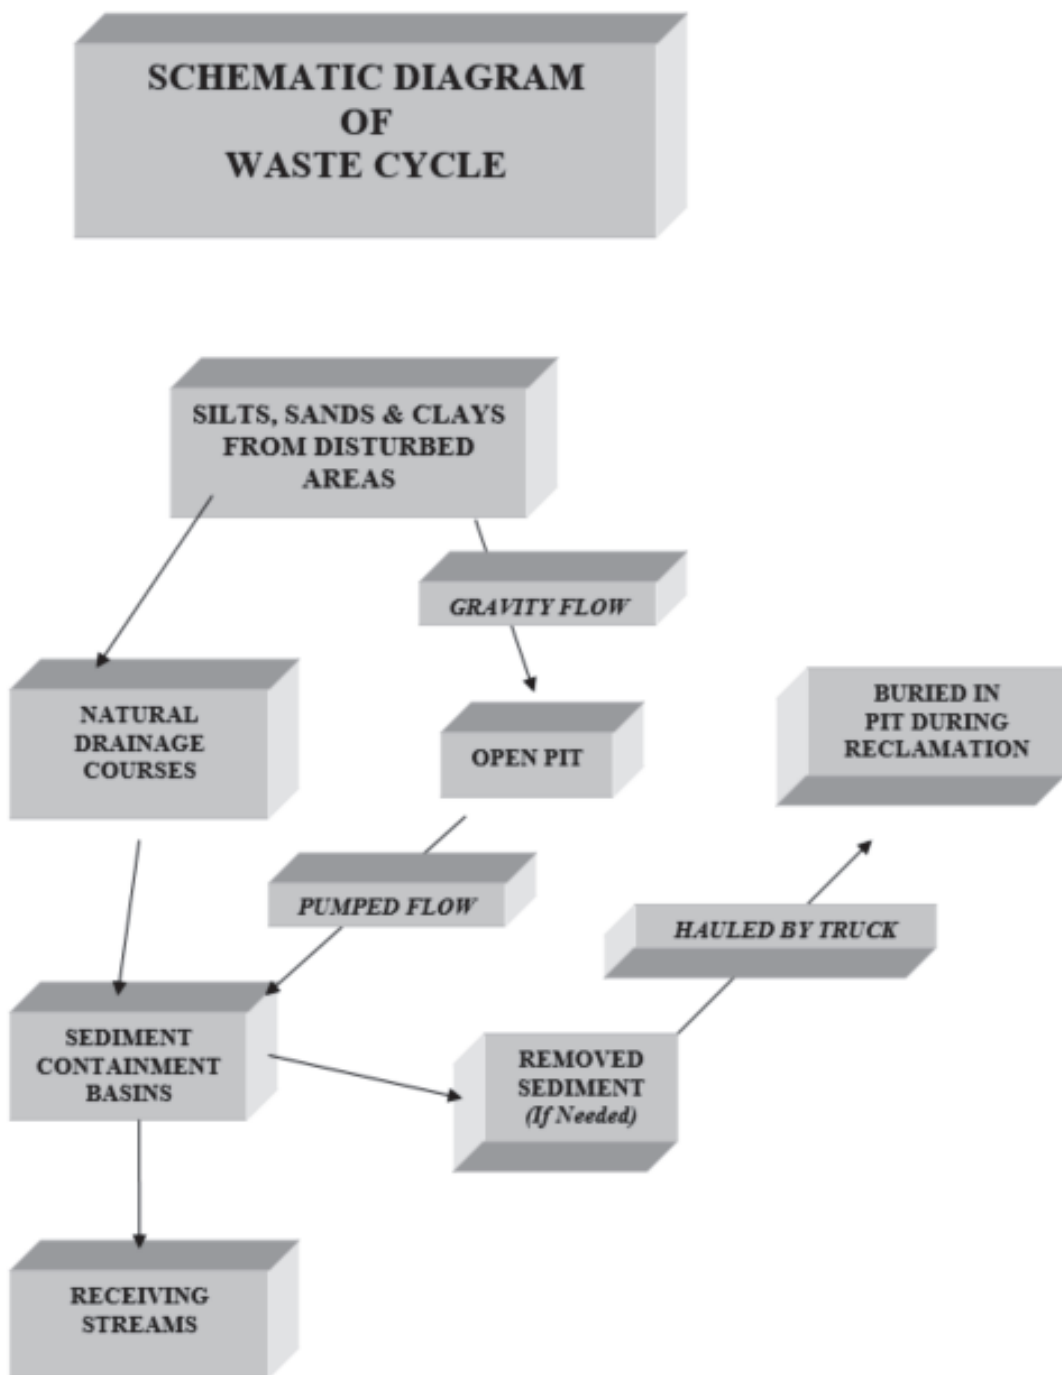 SCHEMATIC DIAGRAM
OF
WASTE CYCLE
SILTS, SANDS & CLAYS
FROM DISTURBED
AREAS
GRAVITY FLOW
NATURAL
DRAINAGE
COURSES
OPEN PIT
BURIED IN
PIT DURING
RECLAMATION
PUMPED FLOW
HAULED BY TRUCK
SEDIMENT
CONTAINMENT
BASINS
REMOVED
SEDIMENT
(If Needed)
RECEIVING
STREAMS